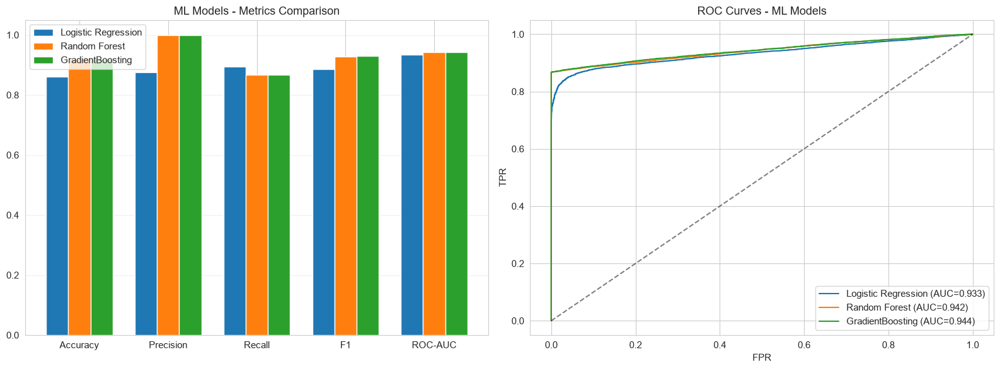 ML Models - Metrics Comparison
1.0
0.8
0.6
0.4
0.2
0.0
Logistic Regression
Random Forest
GradientBoosting
Accuracy
Precision
Recall
F1
ROC-AUC
ROC Curves - ML Models
TPR
1.0
0.8
0.6
0.4
0.2
0.0
Logistic Regression (AUC=0.933)
Random Forest (AUC=0.942)
GradientBoosting (AUC=0.944)
0.0
0.2
0.4
0.6
0.8
1.0
FPR